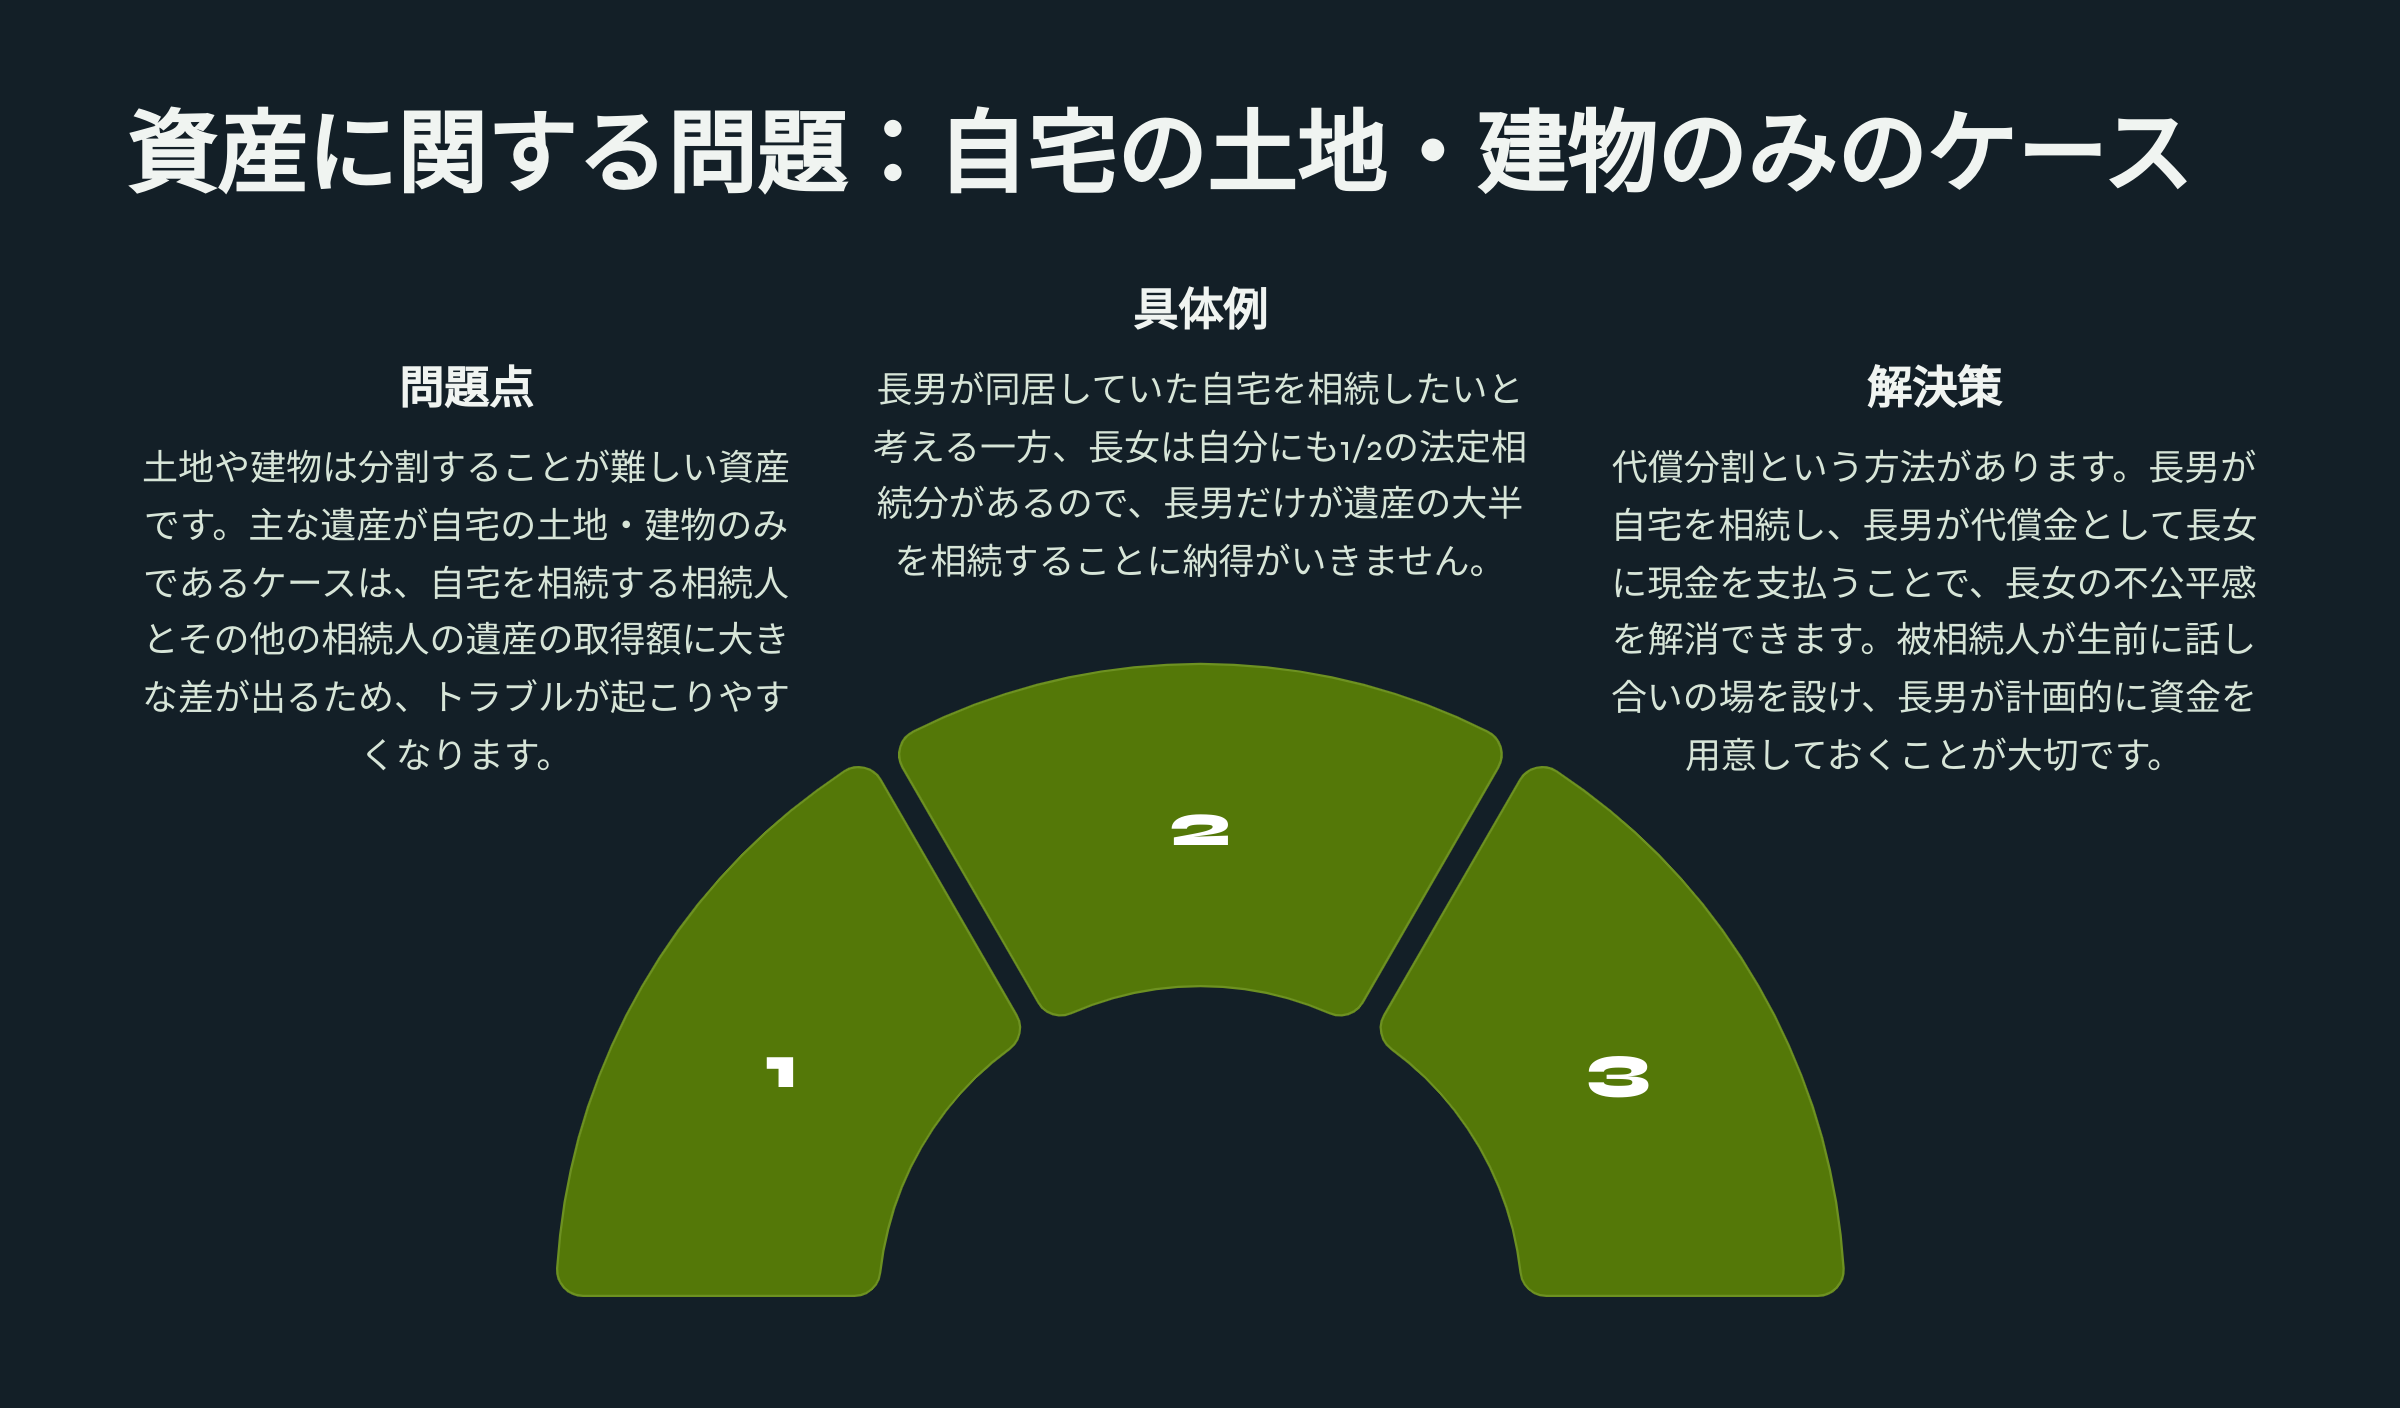 資産に関する問題：自宅の土地・建物のみのケース
問題点
土地や建物は分割することが難しい資産
です。主な遺産が自宅の土地・建物のみ
であるケースは、自宅を相続する相続人
とその他の相続人の遺産の取得額に大き
な差が出るため、トラブルが起こりやす
くなります。
具体例
長男が同居していた自宅を相続したいと
考える一方、長女は自分にも1/2の法定相
続分があるので、長男だけが遺産の大半
を相続することに納得がいきません。
解決策
代償分割という方法があります。長男が
自宅を相続し、長男が代償金として長女
に現金を支払うことで、長女の不公平感
を解消できます。被相続人が生前に話し
合いの場を設け、長男が計画的に資金を
用意しておくことが大切です。
1
2
3